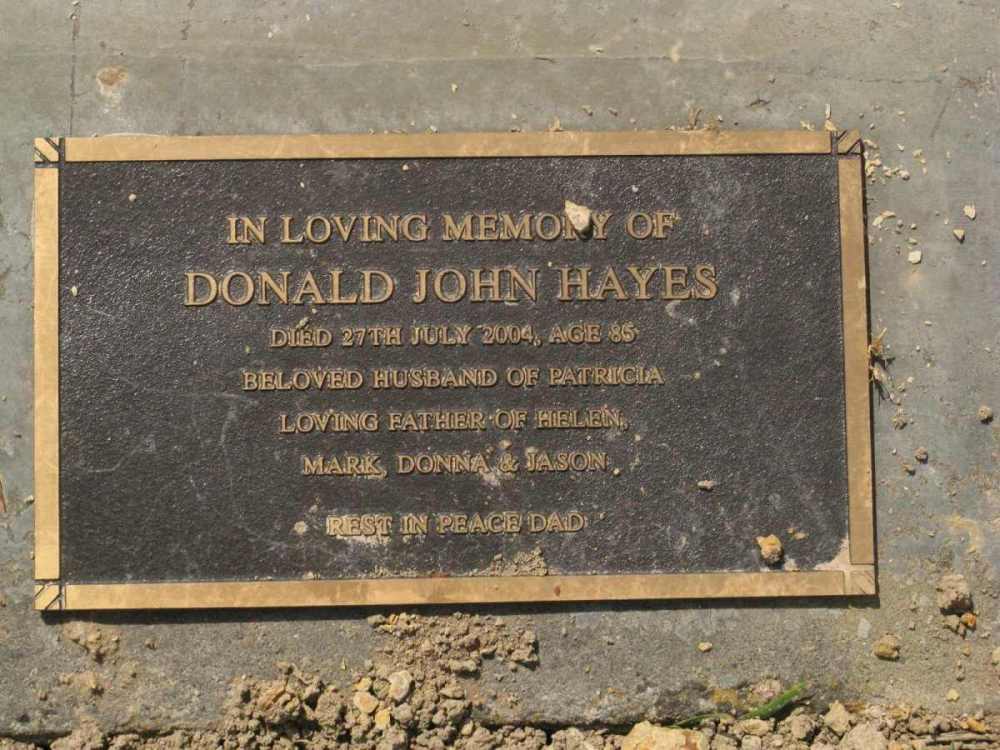 IN LOVING MEMORY OF
DONALD JOHN HAYES
DIED 27TH JULY 2004, AGE 85
BELOVED HUSBAND OF PATRICIA
LOVING FATHER OF HELEN,
MARK, DONNA & JASON
REST IN PEACE DAD